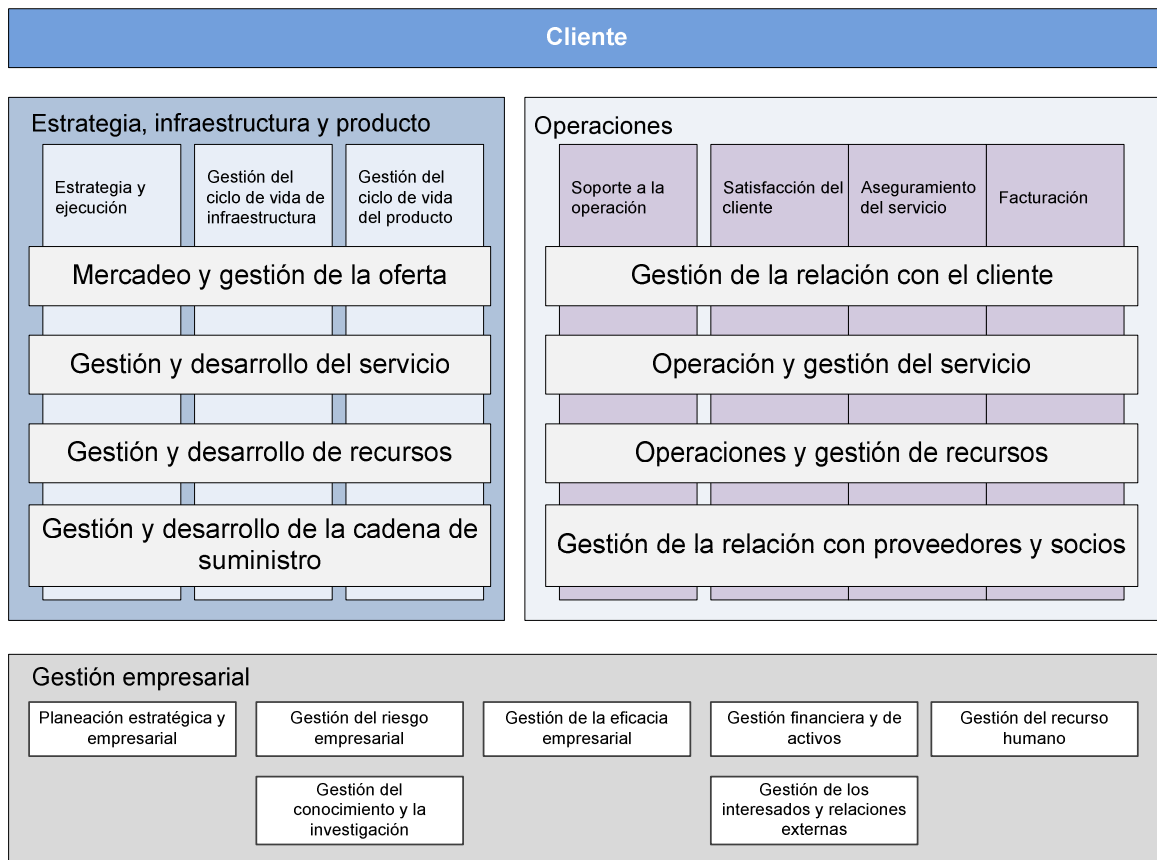 Cliente
Estrategia, infraestructura y producto
Estrategia y
ejecución
Gestión del
ciclo de vida de
infraestructura
Gestión del
ciclo de vida
del producto
Mercadeo y gestión de la oferta
Gestión y desarrollo del servicio
Gestión y desarrollo de recursos
Gestión y desarrollo de la cadena de
suministro
Operaciones
Soporte a la
operación
Satisfacción del
cliente
Aseguramiento
del servicio
Facturación
Gestión de la relación con el cliente
Operación y gestión del servicio
Operaciones y gestión de recursos
Gestión de la relación con proveedores y socios
Gestión empresarial
Planeación estratégica y
empresarial
Gestión del riesgo
empresarial
Gestión de la eficacia
empresarial
Gestión financiera y de
activos
Gestión del recurso
humano
Gestión del
conocimiento y la
investigación
Gestión de los
interesados y relaciones
externas